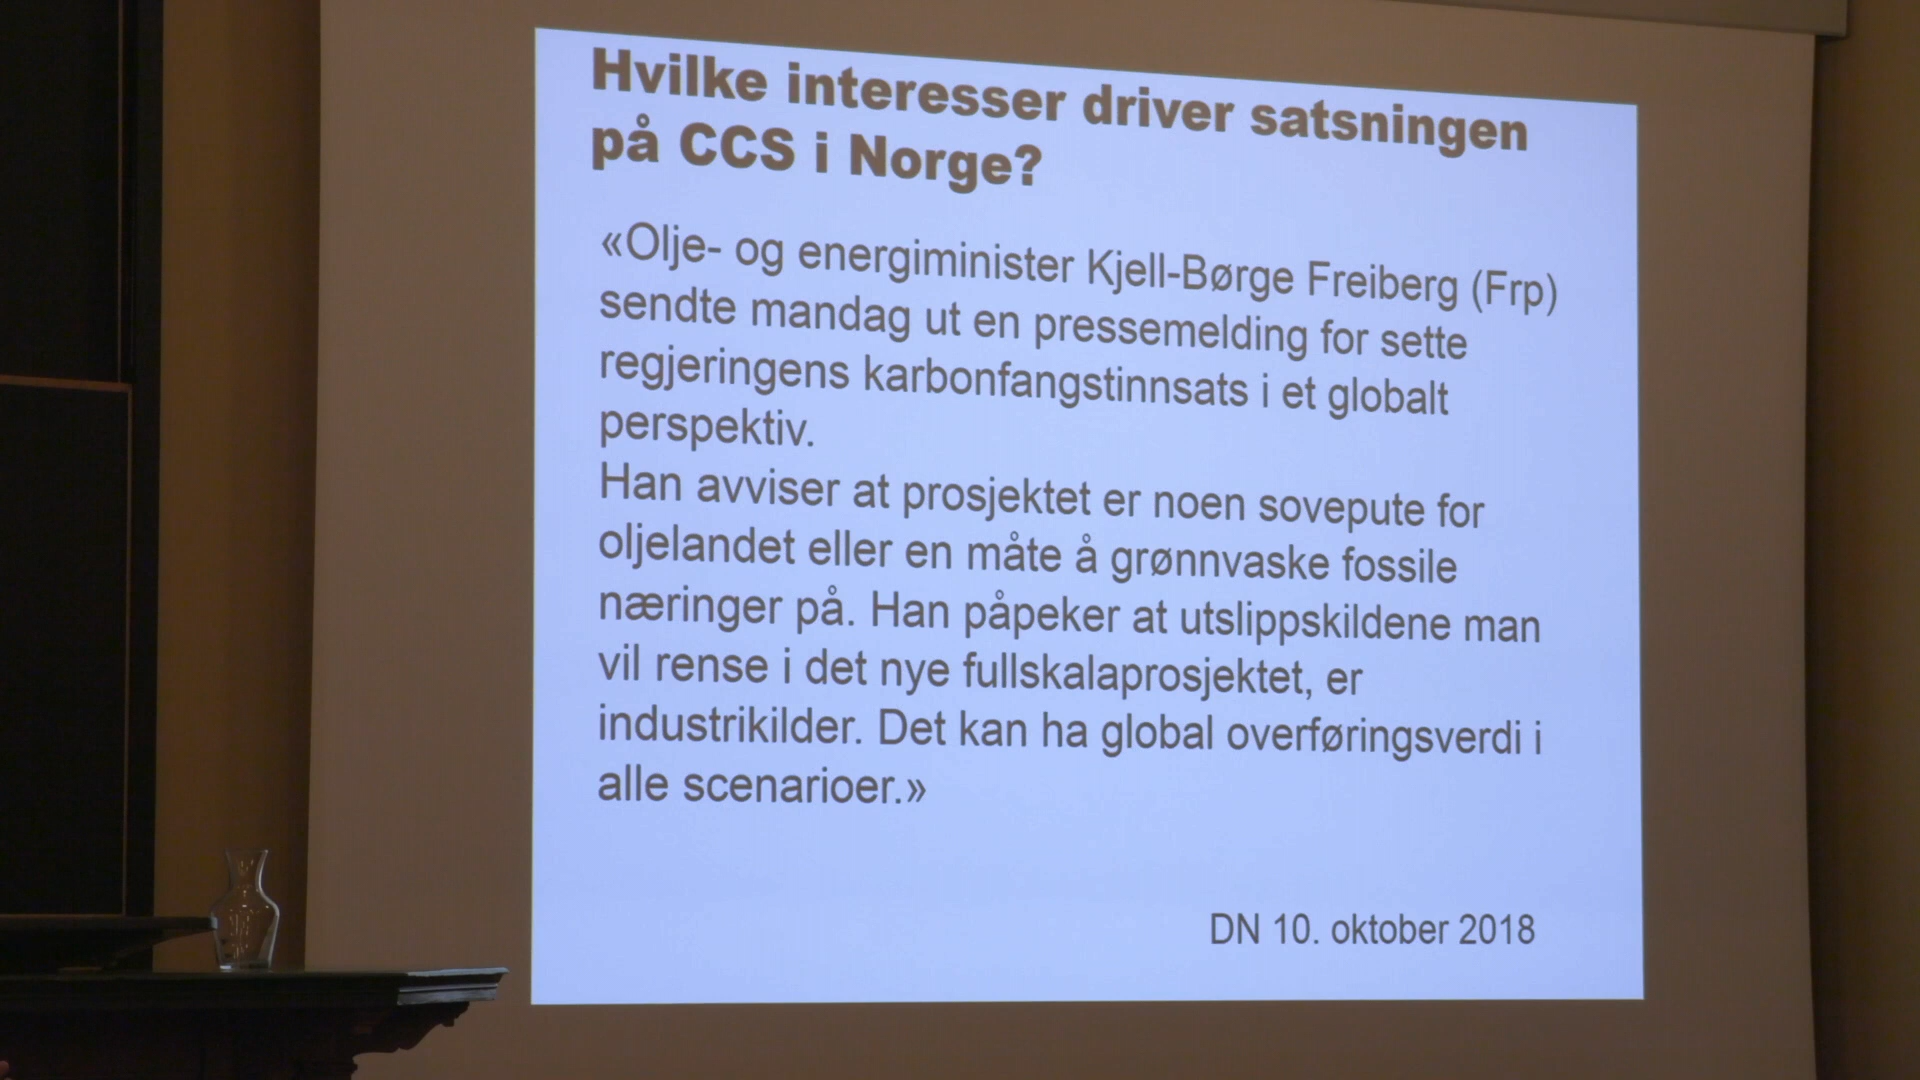 Hvilke interesser driver satsningen
på CCS i Norge?
«Olje- og energiminister Kjell-Børge Freiberg (Frp)
sendte mandag ut en pressemelding for sette
regjeringens karbonfangstinnsats i et globalt
perspektiv.
Han avviser at prosjektet er noen sovepute for
oljelandet eller en måte å grønnvaske fossile
næringer på. Han påpeker at utslippskildene man
vil rense i det nye fullskalaprosjektet, er
industrikilder. Det kan ha global overføringsverdi i
alle scenarioer.»
DN 10. oktober 2018